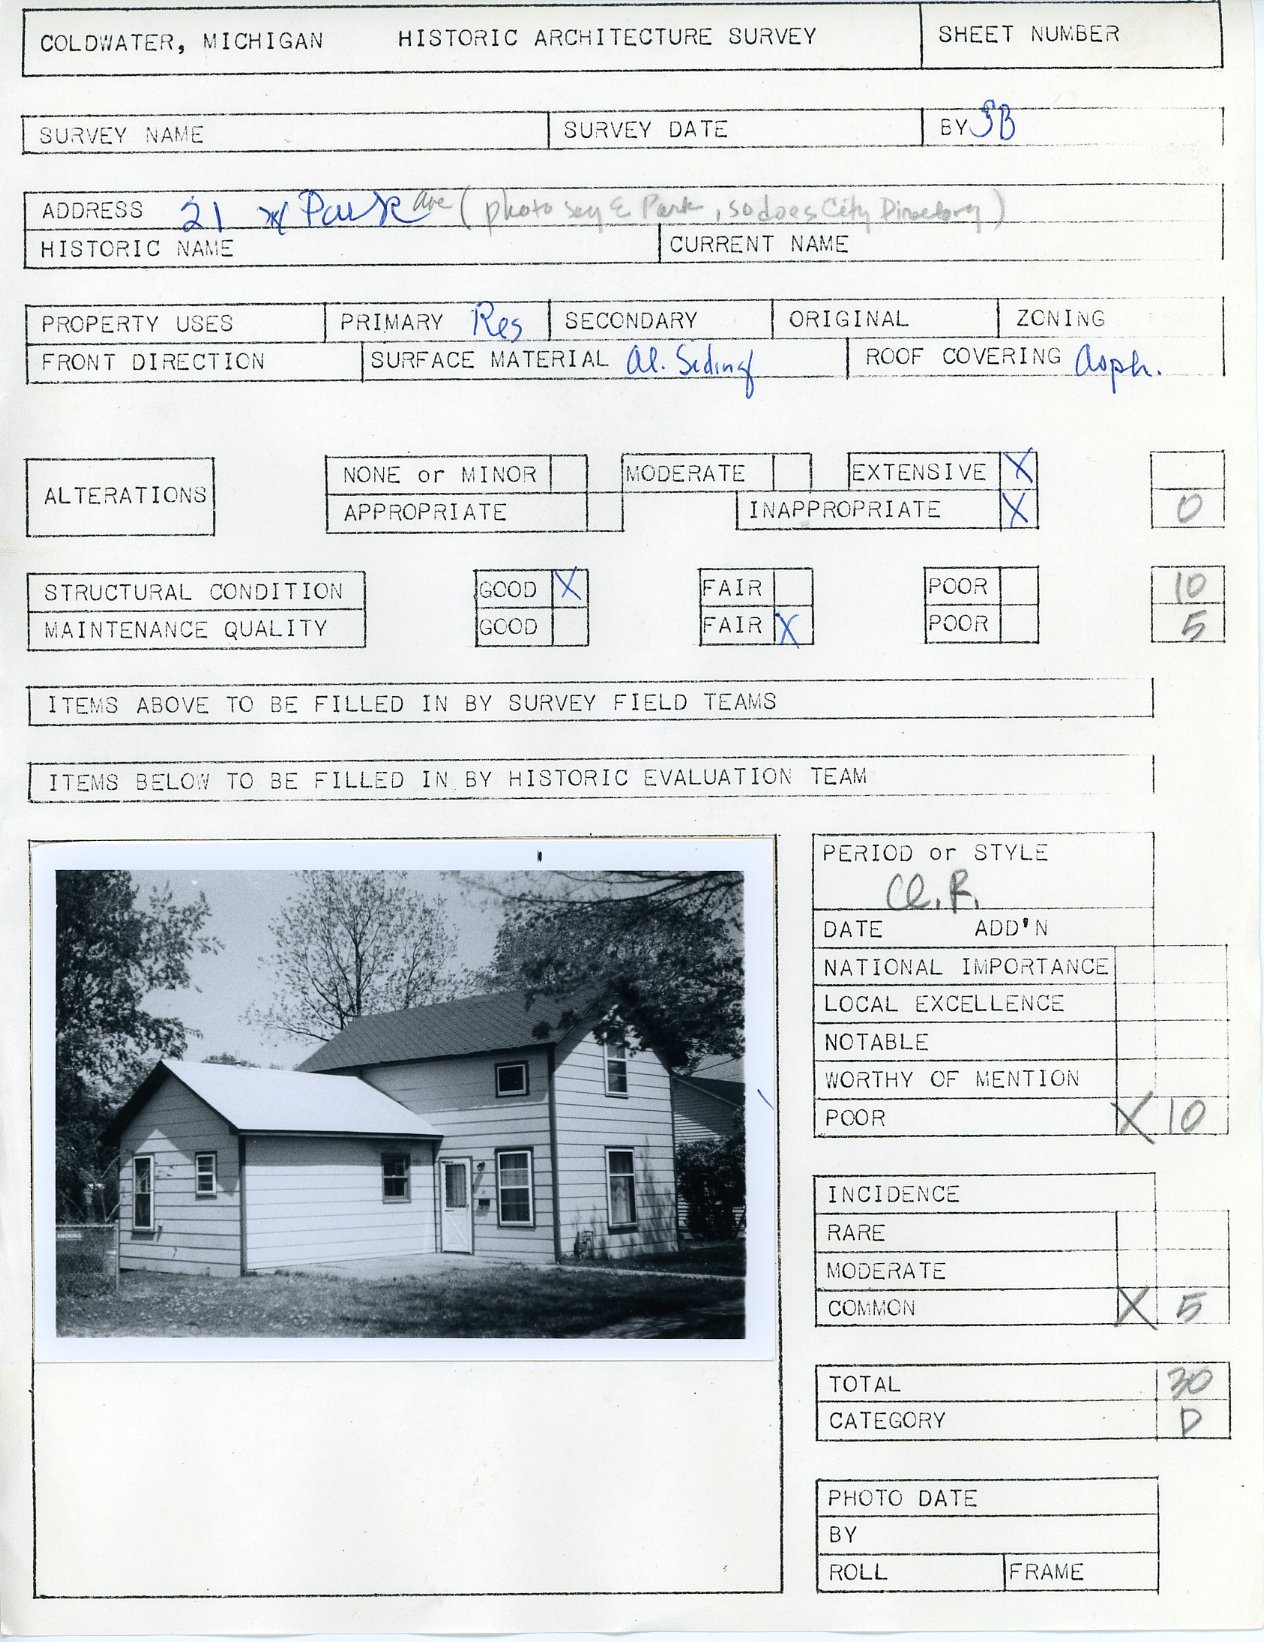 COLDWATER, MICHIGAN HISTORIC ARCHITECTURE SURVEY SHEET NUMBER
SURVEY NAME SURVEY DATE BY
ADDRESS 21 Park Ave (photo say E Park, so does City Directory)
HISTORIC NAME CURRENT NAME
PROPERTY USES PRIMARY Res SECONDARY ORIGINAL ZONING
FRONT DIRECTION SURFACE MATERIAL Al. Siding ROOF COVERING Asph.
ALTERATIONS NONE or MINOR MODERATE EXTENSIVE X
APPROPRIATE INAPPROPRIATE X 0
STRUCTURAL CONDITION GOOD X FAIR POOR 10
MAINTENANCE QUALITY GOOD FAIR X POOR 5
ITEMS ABOVE TO BE FILLED IN BY SURVEY FIELD TEAMS
ITEMS BELOW TO BE FILLED IN BY HISTORIC EVALUATION TEAM
PERIOD or STYLE
DATE ADD'N
NATIONAL IMPORTANCE
LOCAL EXCELLENCE
NOTABLE
WORTHY OF MENTION
POOR X 10
INCIDENCE
RARE
MODERATE
COMMON X 5
TOTAL 30
CATEGORY D
PHOTO DATE
BY
ROLL FRAME